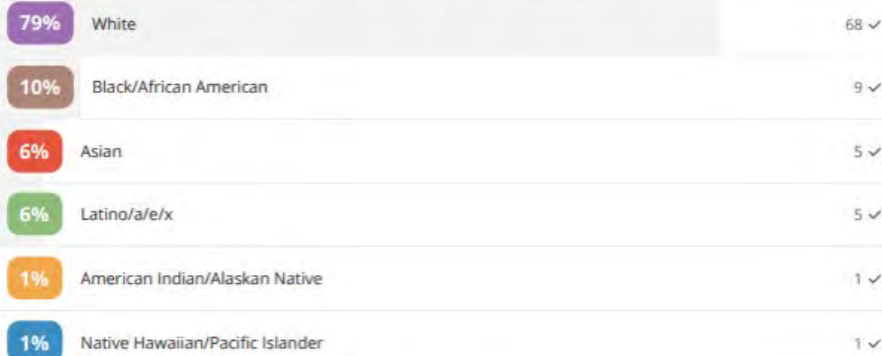 79% White 68 ✓
10% Black/African American 9 ✓
6% Asian 5 ✓
6% Latino/a/e/x 5 ✓
1% American Indian/Alaskan Native 1 ✓
1% Native Hawaiian/Pacific Islander 1 ✓